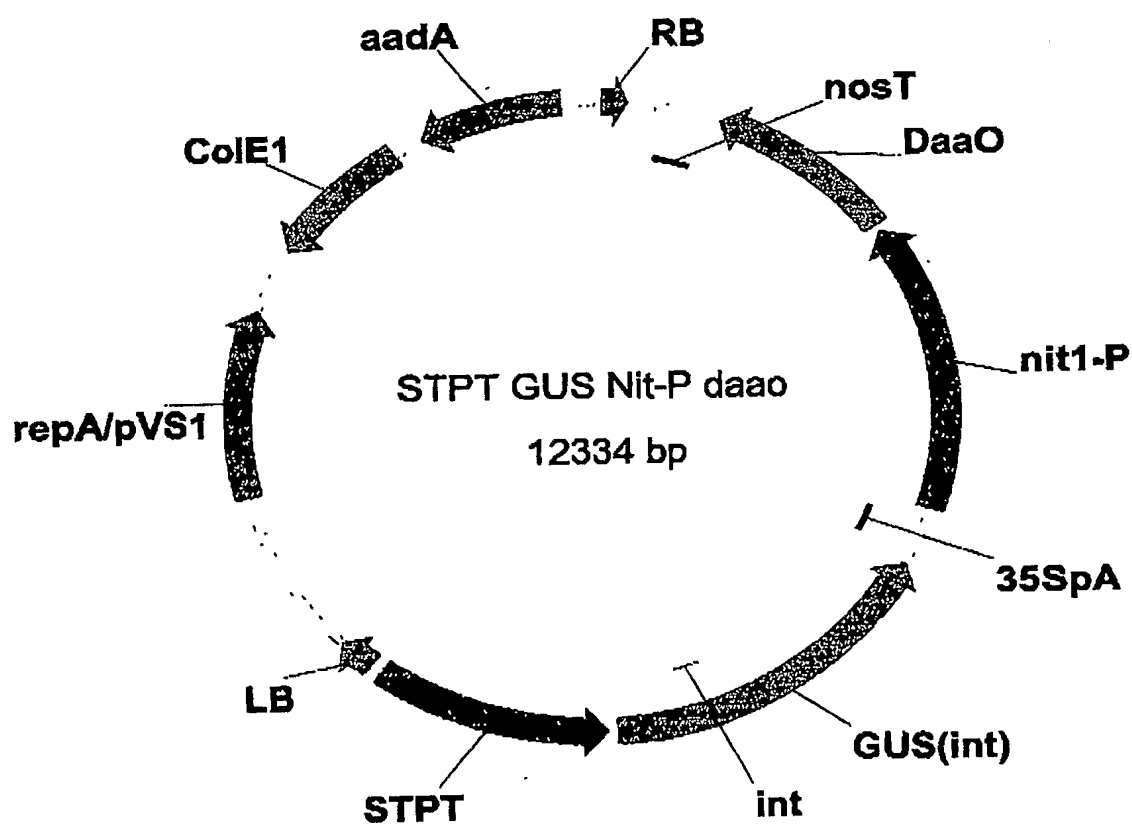 aadA
RB
nosT
DaaO
ColE1
nit1-P
STPT GUS Nit-P daao
12334 bp
repA/pVS1
35SpA
LB
GUS(int)
STPT
int